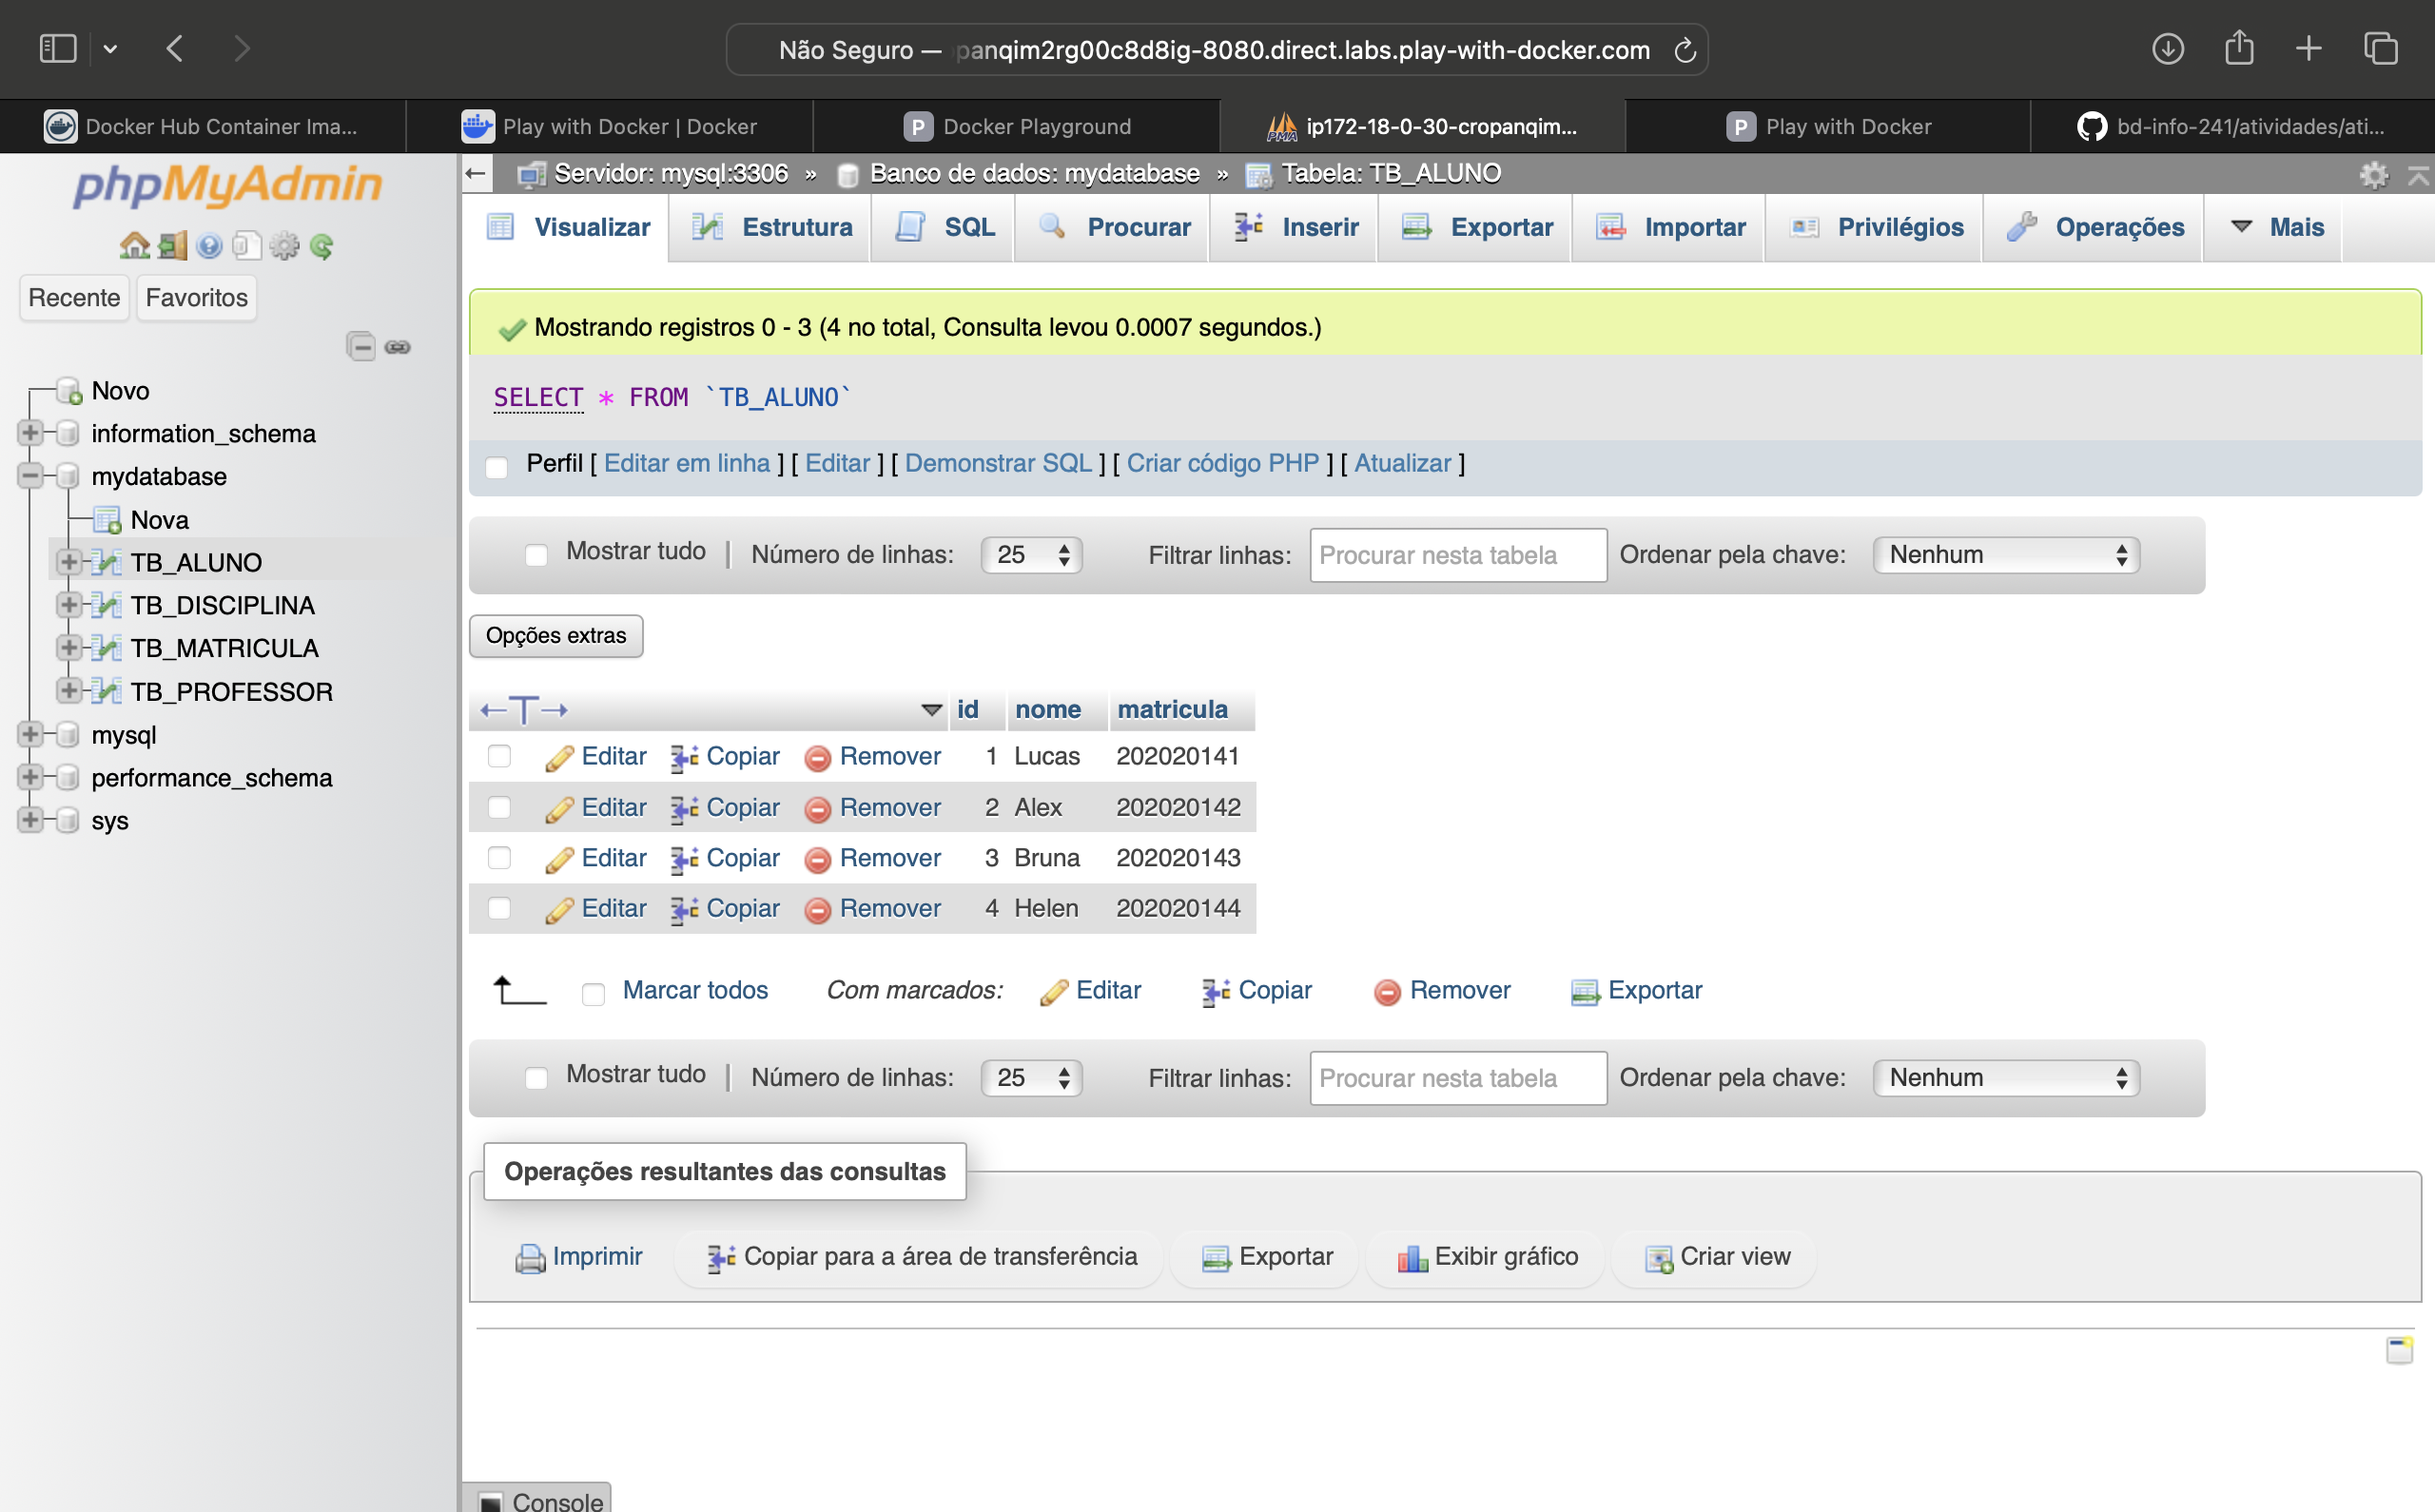 Não Seguro — panqim2rg00c8d8ig-8080.direct.labs.play-with-docker.com
Docker Hub Container Ima...
Play with Docker | Docker
P Docker Playground
PMA ip172-18-0-30-cropanqim...
P Play with Docker
bd-info-241/atividades/ati...
phpMyAdmin
Recente Favoritos
Novo
information_schema
mydatabase
Nova
TB_ALUNO
TB_DISCIPLINA
TB_MATRICULA
TB_PROFESSOR
mysql
performance_schema
sys
Servidor: mysql:3306 » Banco de dados: mydatabase » Tabela: TB_ALUNO
Visualizar Estrutura SQL Procurar Inserir Exportar Importar Privilégios Operações Mais
Mostrando registros 0 - 3 (4 no total, Consulta levou 0.0007 segundos.)
SELECT * FROM `TB_ALUNO`
Perfil [ Editar em linha ] [ Editar ] [ Demonstrar SQL ] [ Criar código PHP ] [ Atualizar ]
Mostrar tudo | Número de linhas: 25 Filtrar linhas: Procurar nesta tabela Ordenar pela chave: Nenhum
Opções extras
←T→ id nome matricula
Editar Copiar Remover 1 Lucas 202020141
Editar Copiar Remover 2 Alex 202020142
Editar Copiar Remover 3 Bruna 202020143
Editar Copiar Remover 4 Helen 202020144
Marcar todos Com marcados: Editar Copiar Remover Exportar
Mostrar tudo | Número de linhas: 25 Filtrar linhas: Procurar nesta tabela Ordenar pela chave: Nenhum
Operações resultantes das consultas
Imprimir Copiar para a área de transferência Exportar Exibir gráfico Criar view
Console